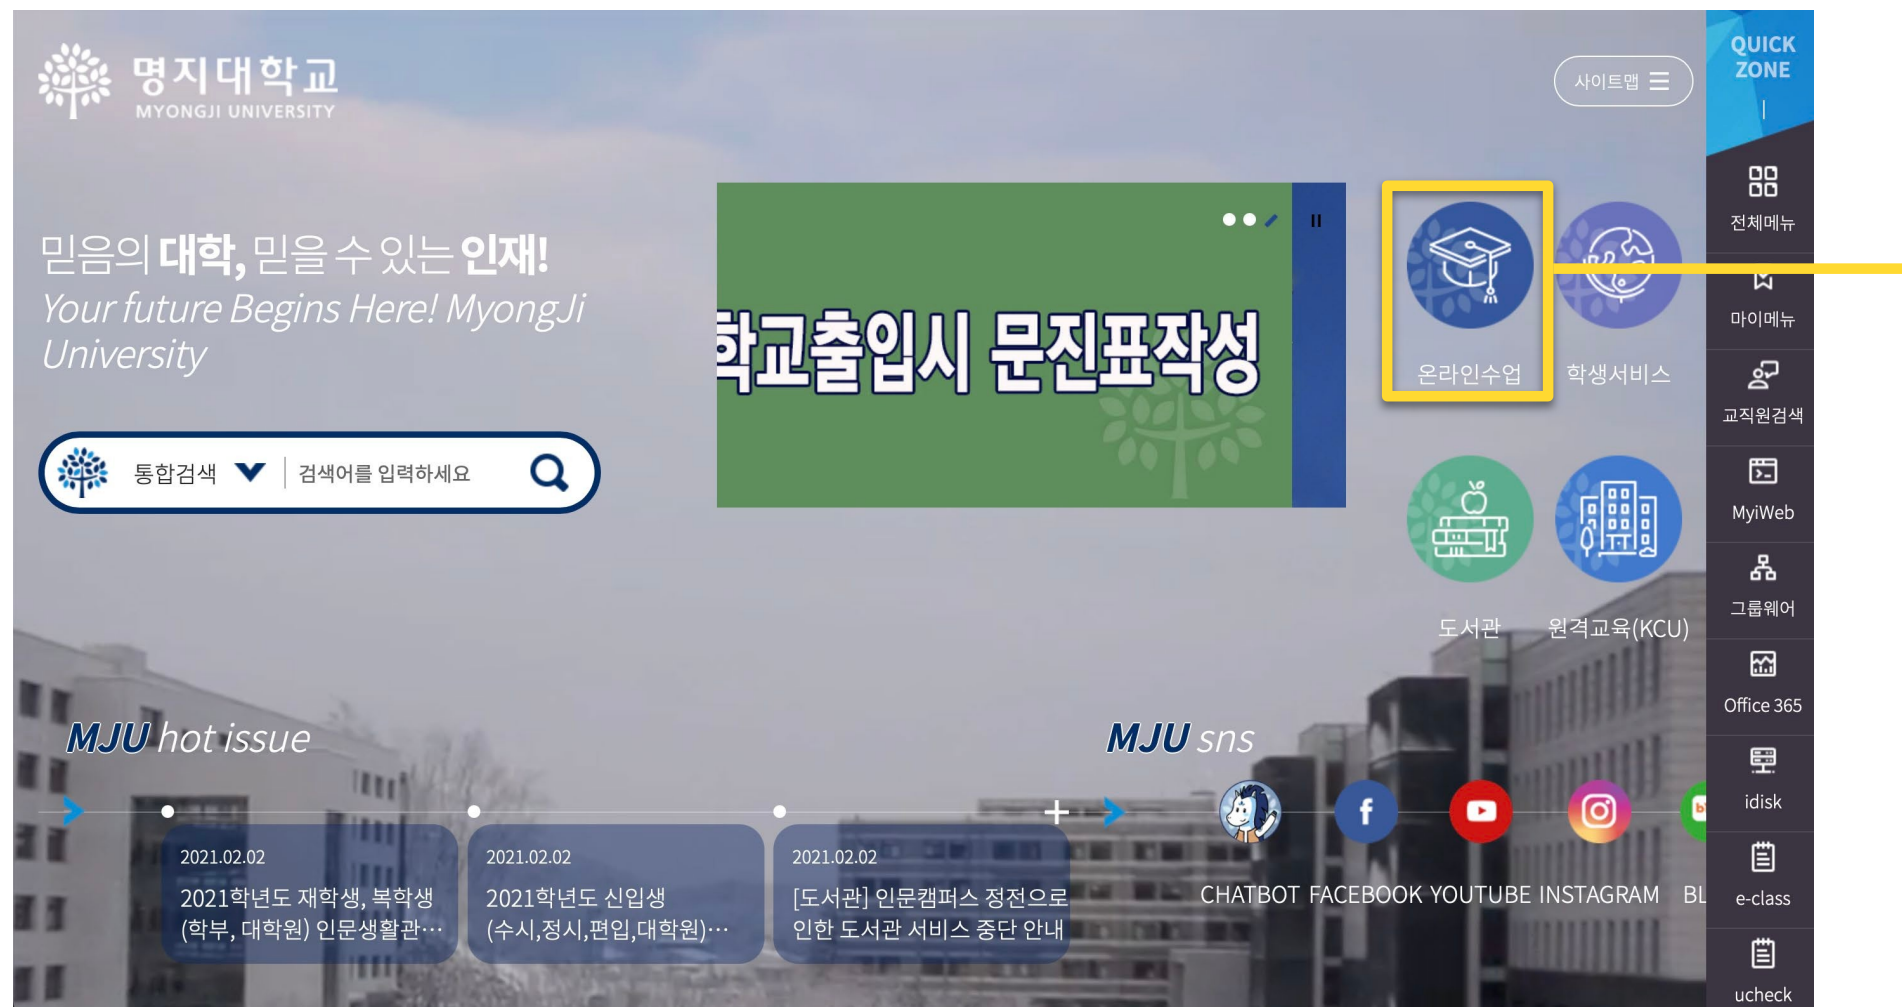 명지대학교
MYONGJI UNIVERSITY
사이트맵
QUICK
ZONE
믿음의 대학, 믿을 수 있는 인재!
Your future Begins Here! MyongJi
University
통합검색
검색어를 입력하세요
학교출입시 문진표작성
온라인수업
학생서비스
도서관
원격교육(KCU)
전체메뉴
마이메뉴
교직원검색
MyiWeb
그룹웨어
Office 365
idisk
e-class
ucheck
MJU hot issue
2021.02.02
2021학년도 재학생, 복학생
(학부, 대학원) 인문생활관…
2021.02.02
2021학년도 신입생
(수시,정시,편입,대학원)…
2021.02.02
[도서관] 인문캠퍼스 정전으로
인한 도서관 서비스 중단 안내
MJU sns
CHATBOT
FACEBOOK
YOUTUBE
INSTAGRAM
BL